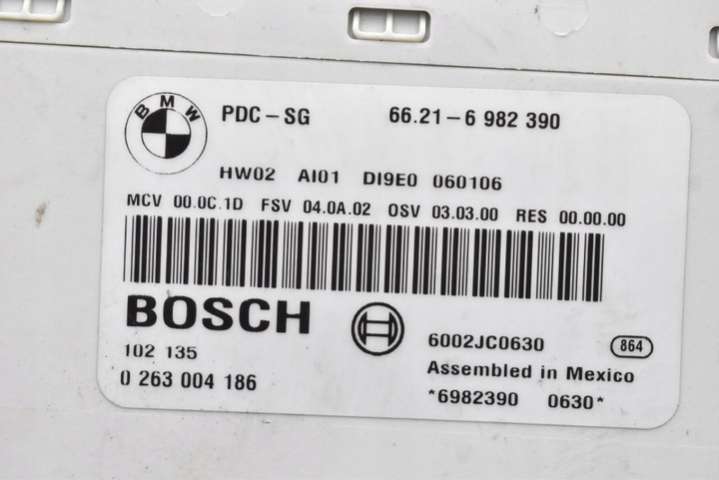 BMW
PDC-SG 66.21-6 982 390
HW02 AI01 DI9E0 060106
MCV 00.0C.1D FSV 04.0A.02 OSV 03.03.00 RES 00.00.00
BOSCH
102 135
0 263 004 186
6002JC0630 864
Assembled in Mexico
*6982390 0630*